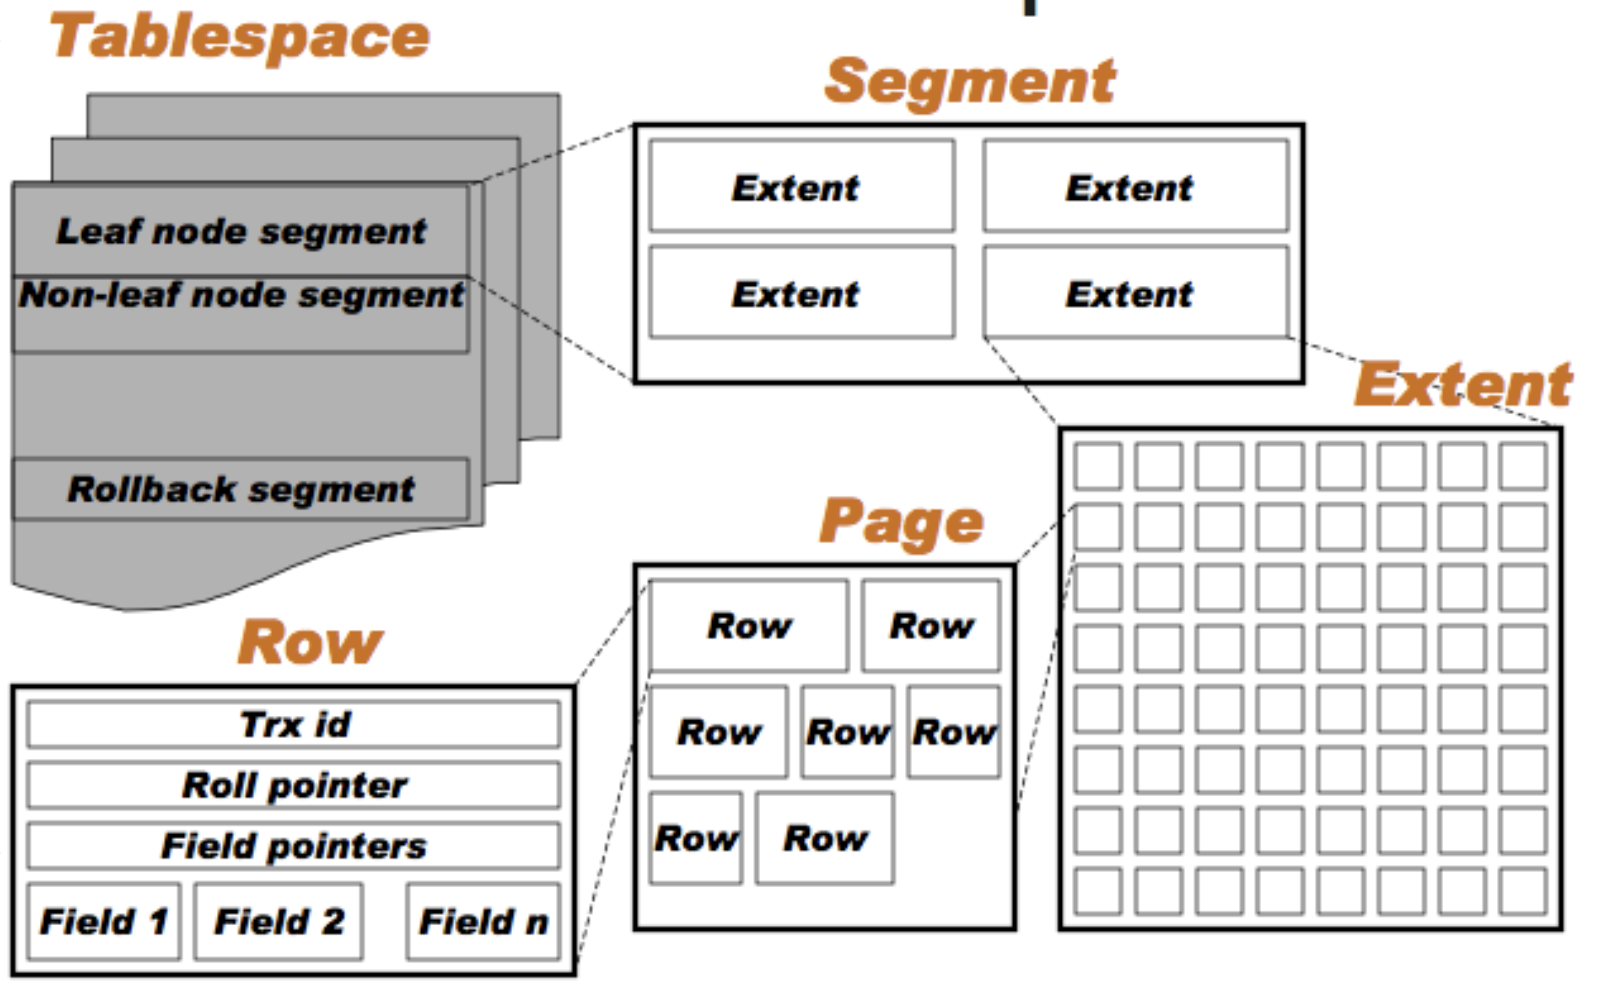 Tablespace
Leaf node segment
Non-leaf node segment
Rollback segment
Segment
Extent
Extent
Extent
Extent
Extent
Page
Row
Row
Row
Row
Row
Row
Row
Row
Trx id
Roll pointer
Field pointers
Field 1
Field 2
Field n